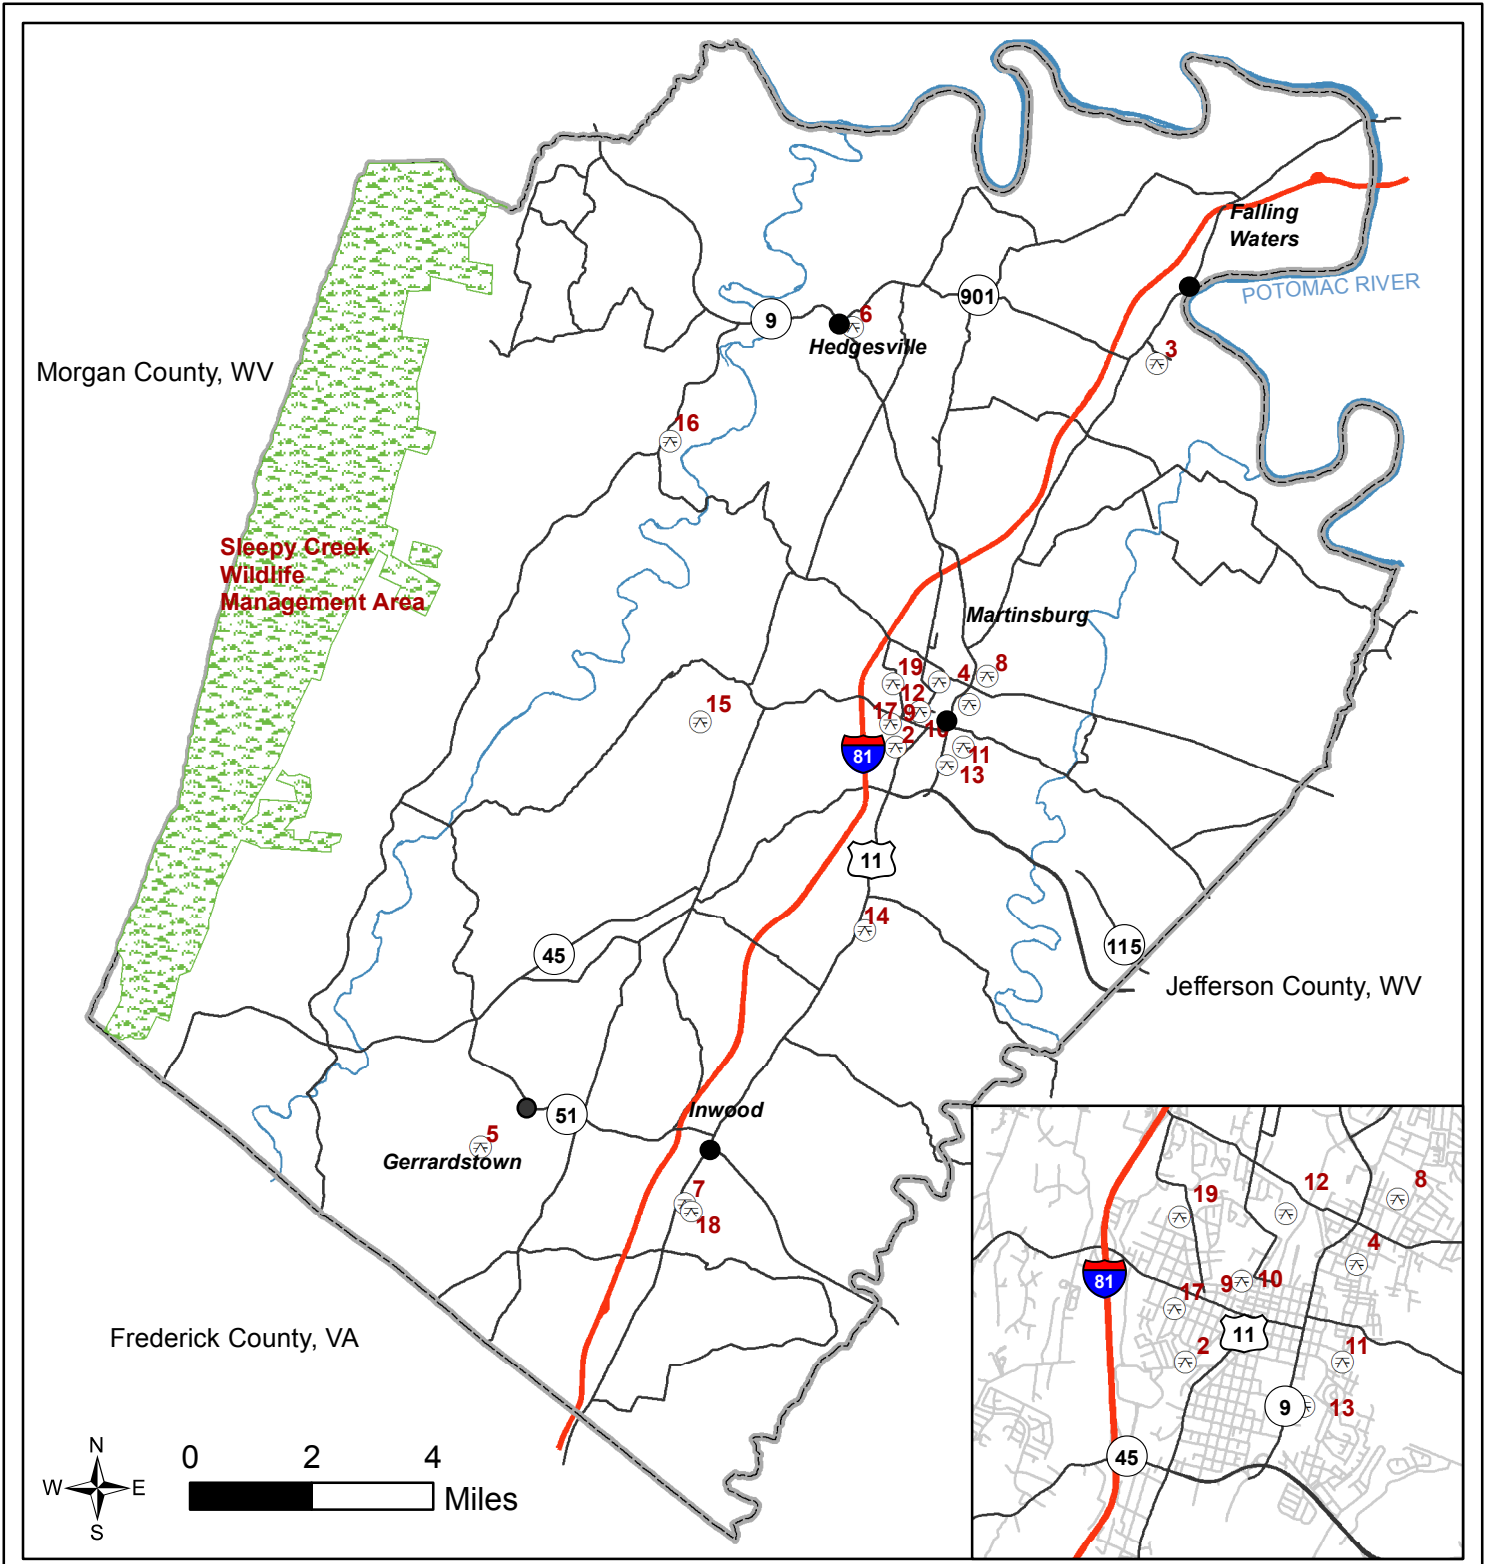 Falling
Waters
POTOMAC RIVER
901
9
6
Hedgesville
3
Morgan County, WV
16
Sleepy Creek
Wildlife
Management Area
Martinsburg
19
4
8
12
15
17
9
10
2
11
81
13
11
14
45
115
Jefferson County, WV
51
Inwood
5
Gerrardstown
7
18
Frederick County, VA
N
W
E
S
0
2
4
Miles
12
8
19
4
81
9
10
17
11
2
11
9
13
45